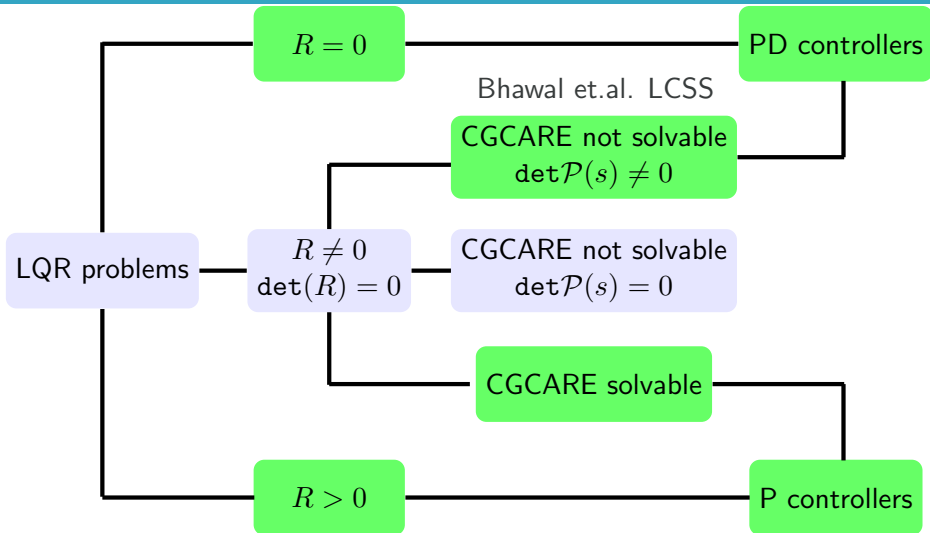 R = 0
PD controllers
Bhawal et.al. LCSS
CGCARE not solvable
det𝒫(s) ≠ 0
LQR problems
R ≠ 0
det(R) = 0
CGCARE not solvable
det𝒫(s) = 0
CGCARE solvable
R > 0
P controllers